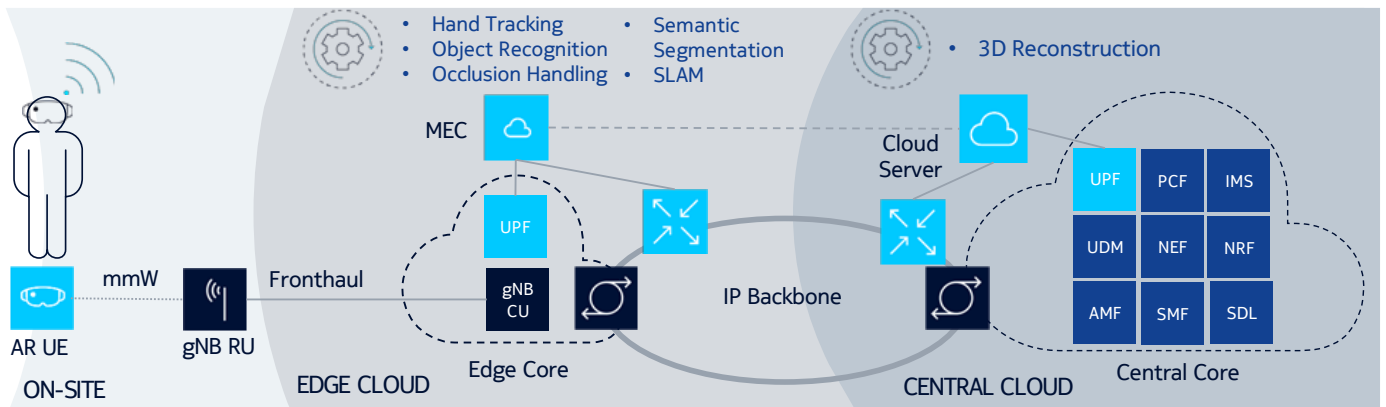 • Hand Tracking
• Object Recognition
• Occlusion Handling
• Semantic
Segmentation
• SLAM
• 3D Reconstruction
MEC
Cloud
Server
UPF
UPF
PCF
IMS
UDM
NEF
NRF
AMF
SMF
SDL
mmW
Fronthaul
gNB
CU
IP Backbone
AR UE
gNB RU
Edge Core
Central Core
ON-SITE
EDGE CLOUD
CENTRAL CLOUD